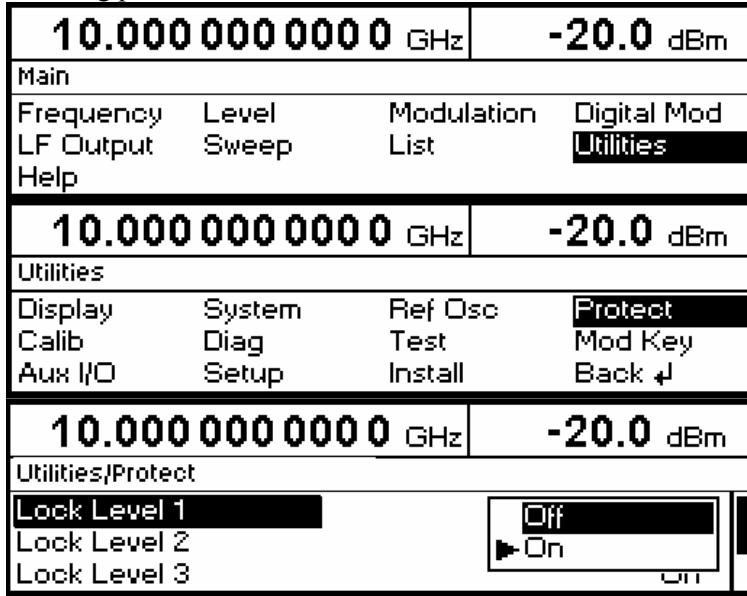 10.000 000 000 0 GHz -20.0 dBm
Main
Frequency Level Modulation Digital Mod
LF Output Sweep List Utilities
Help
10.000 000 000 0 GHz -20.0 dBm
Utilities
Display System Ref Osc Protect
Calib Diag Test Mod Key
Aux I/O Setup Install Back ↲
10.000 000 000 0 GHz -20.0 dBm
Utilities/Protect
Lock Level 1 Off
Lock Level 2 ►On
Lock Level 3